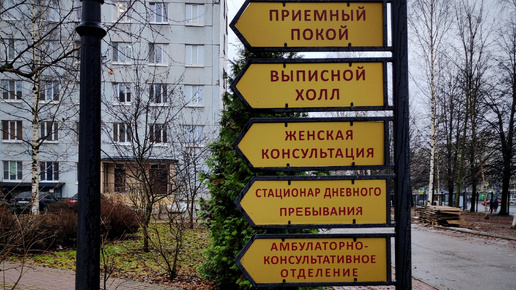 ПРИЕМНЫЙ
ПОКОЙ
ВЫПИСНОЙ
ХОЛЛ
ЖЕНСКАЯ
КОНСУЛЬТАЦИЯ
СТАЦИОНАР ДНЕВНОГО
ПРЕБЫВАНИЯ
АМБУЛАТОРНО-
КОНСУЛЬТАТИВНОЕ
ОТДЕЛЕНИЕ